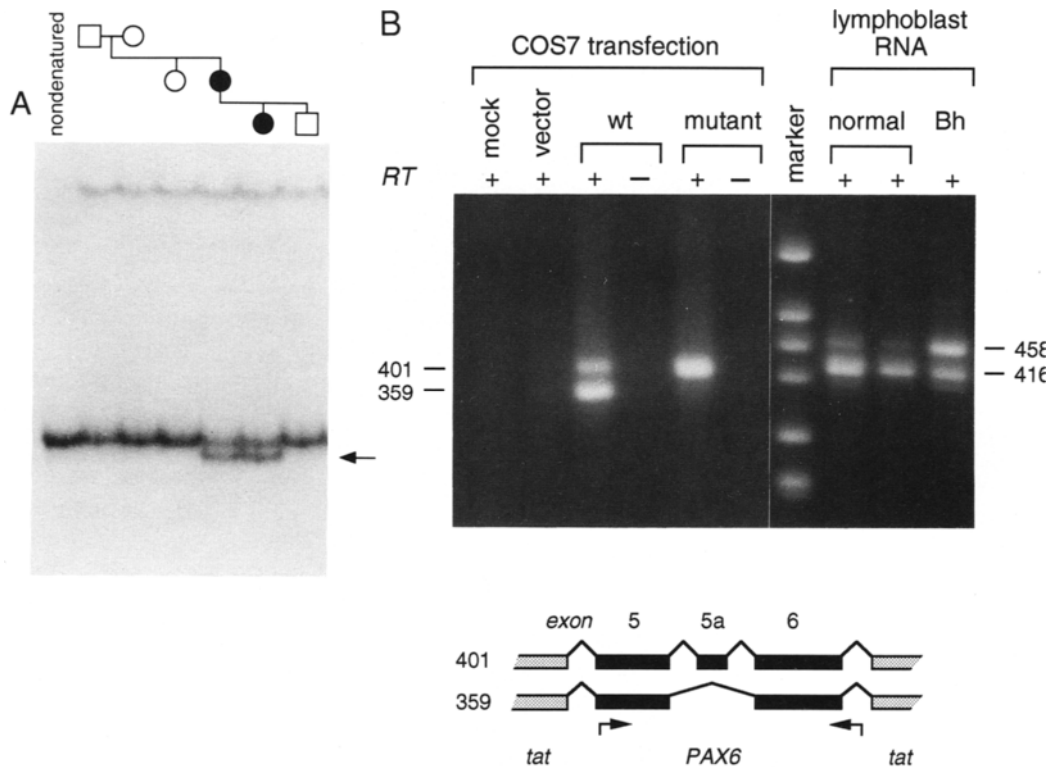 A
nondenatured
B
COS7 transfection
lymphoblast
RNA
mock
vector
wt
mutant
marker
normal
Bh
RT
+ + + − + − + + +
401
359
458
416
exon 5 5a 6
401
359
tat PAX6 tat